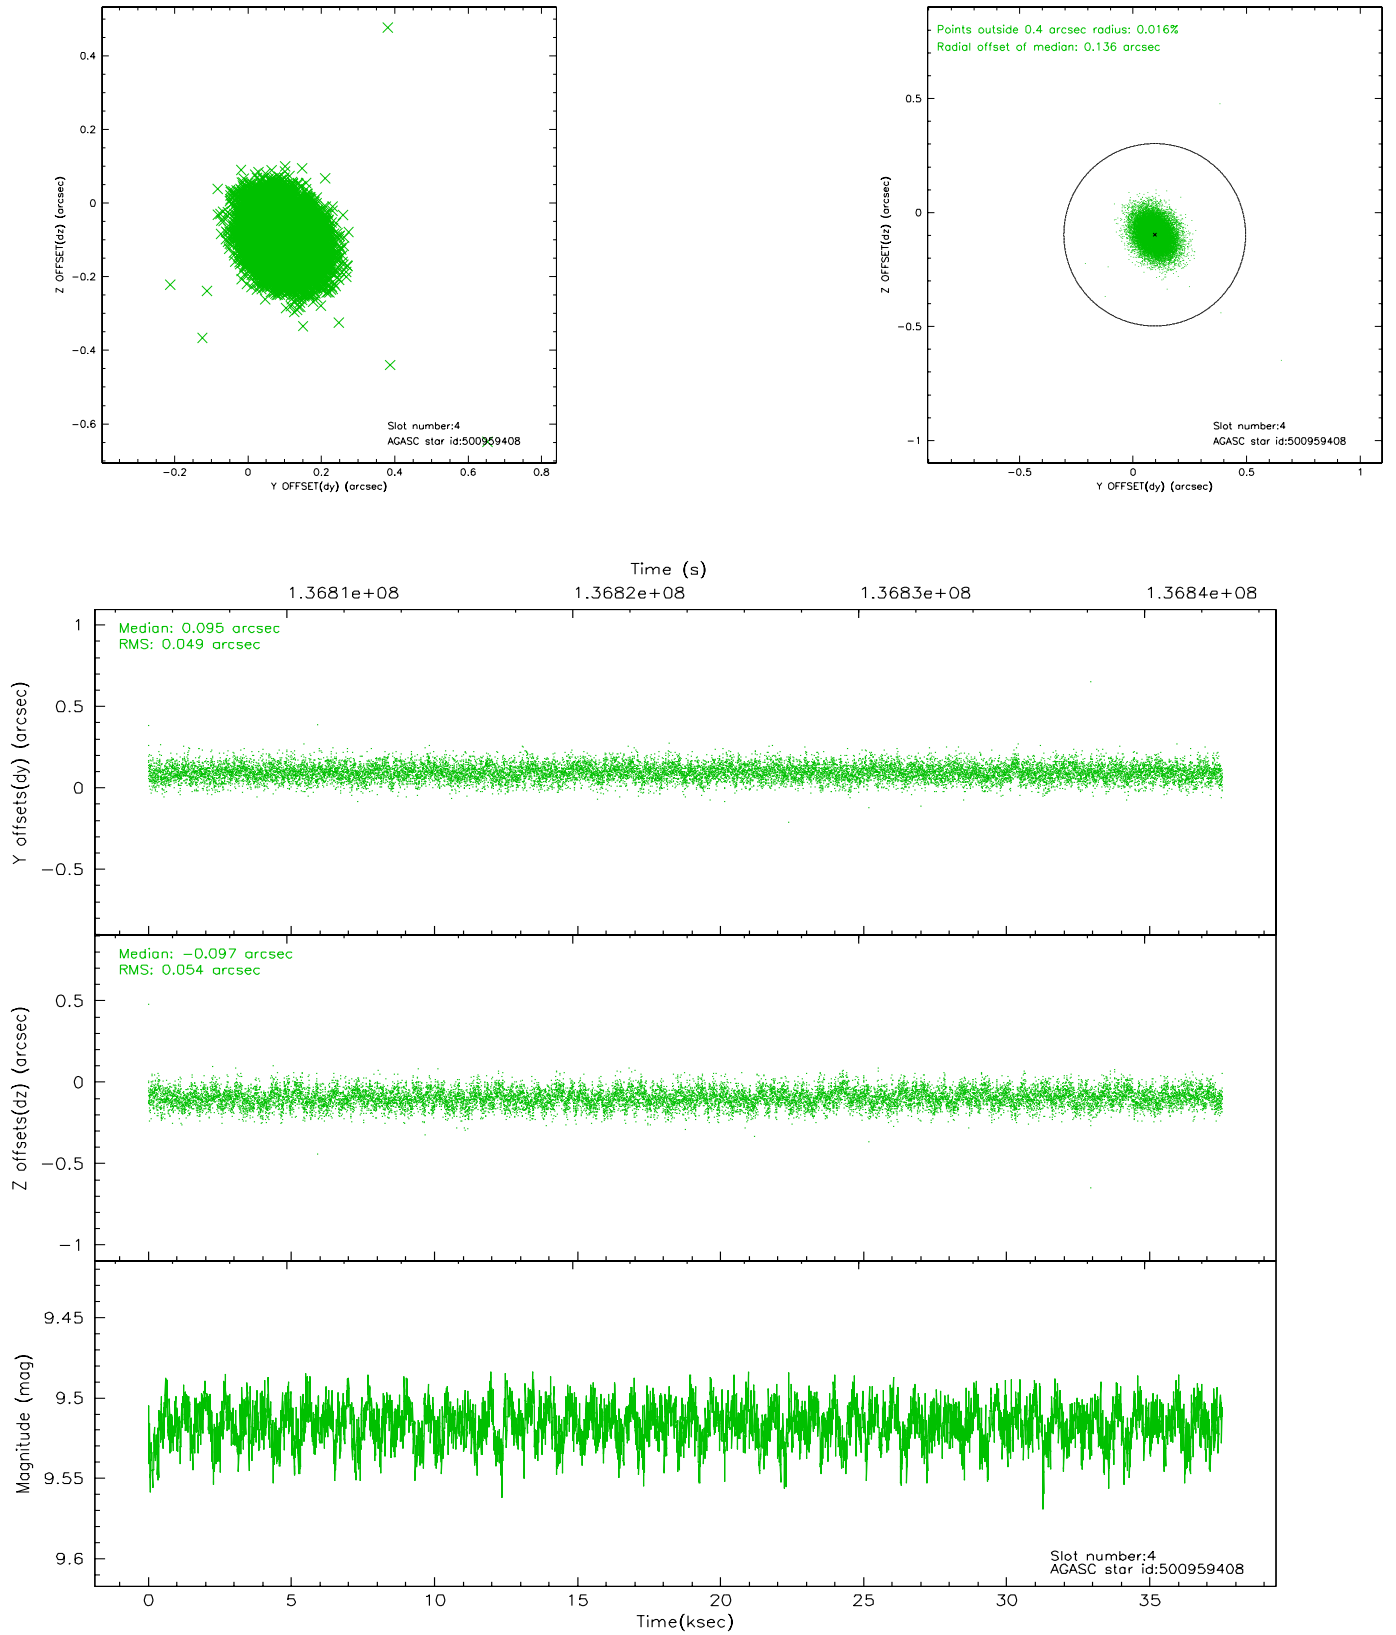 0.4
0.2
0
−0.2
−0.4
−0.6
Z OFFSET(dz) (arcsec)
Slot number:4
AGASC star id:500959408
−0.2
0
0.2
0.4
0.6
0.8
Y OFFSET(dy) (arcsec)
Points outside 0.4 arcsec radius: 0.016%
Radial offset of median: 0.136 arcsec
0.5
0
−0.5
−1
Z OFFSET(dz) (arcsec)
Slot number:4
AGASC star id:500959408
−0.5
0
0.5
1
Y OFFSET(dy) (arcsec)
Time (s)
1.3681e+08
1.3682e+08
1.3683e+08
1.3684e+08
Median: 0.095 arcsec
RMS: 0.049 arcsec
1
0.5
0
−0.5
Y offsets(dy) (arcsec)
Median: −0.097 arcsec
RMS: 0.054 arcsec
0.5
0
−0.5
−1
Z offsets(dz) (arcsec)
9.45
9.5
9.55
9.6
Magnitude (mag)
Slot number:4
AGASC star id:500959408
0
5
10
15
20
25
30
35
Time(ksec)